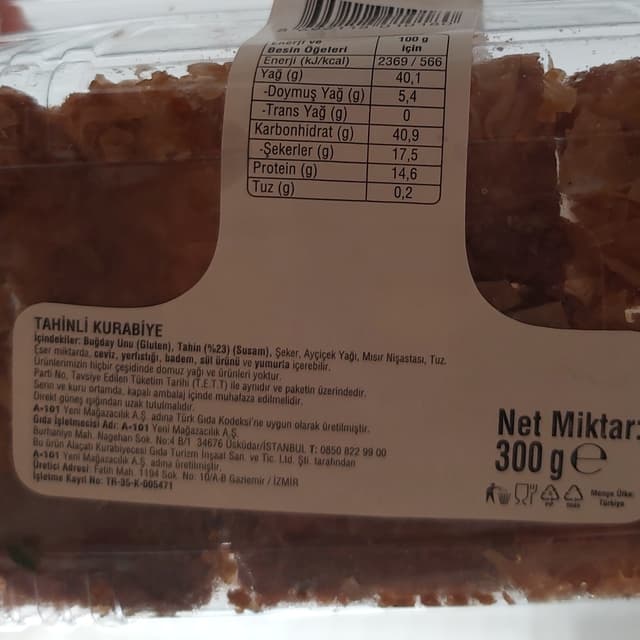 Enerji ve
Besin Öğeleri
100 g
için
Enerji (kJ/kcal) 2369 / 566
Yağ (g) 40,1
-Doymuş Yağ (g) 5,4
-Trans Yağ (g) 0
Karbonhidrat (g) 40,9
-Şekerler (g) 17,5
Protein (g) 14,6
Tuz (g) 0,2
TAHİNLİ KURABİYE
İçindekiler: Buğday Unu (Gluten), Tahin (%23) (Susam), Şeker, Ayçiçek Yağı, Mısır Nişastası, Tuz.
Eser miktarda, ceviz, yerfıstığı, badem, süt ürünü ve yumurta içerebilir.
Ürünlerimizin hiçbir çeşidinde domuz yağı ve ürünleri yoktur.
Parti No, Tavsiye Edilen Tüketim Tarihi (T.E.T.T) ile aynıdır ve paketin üzerindedir.
Serin ve kuru ortamda, kapalı ambalaj içinde muhafaza edilmelidir.
Direkt güneş ışığından uzak tutulmalıdır.
A-101 Yeni Mağazacılık A.Ş. adına Türk Gıda Kodeksi'ne uygun olarak üretilmiştir.
Gıda İşletmecisi Adı: A-101 Yeni Mağazacılık A.Ş.
Burhaniye Mah. Nagehan Sok. No:4 B/1 34676 Üsküdar/İSTANBUL T: 0850 822 99 00
Bu ürün Alaçatı Kurabiyecesi Gıda Turizm İnşaat San. ve Tic. Ltd. Şti. tarafından
A-101 Yeni Mağazacılık A.Ş. adına üretilmiştir.
Üretici Adresi: Fatih Mah. 1194 Sok. No: 10/A-B Gaziemir / İZMİR
İşletme Kayıt No: TR-35-K-005471
Net Miktar:
300 g e
Menşe Ülke:
Türkiye